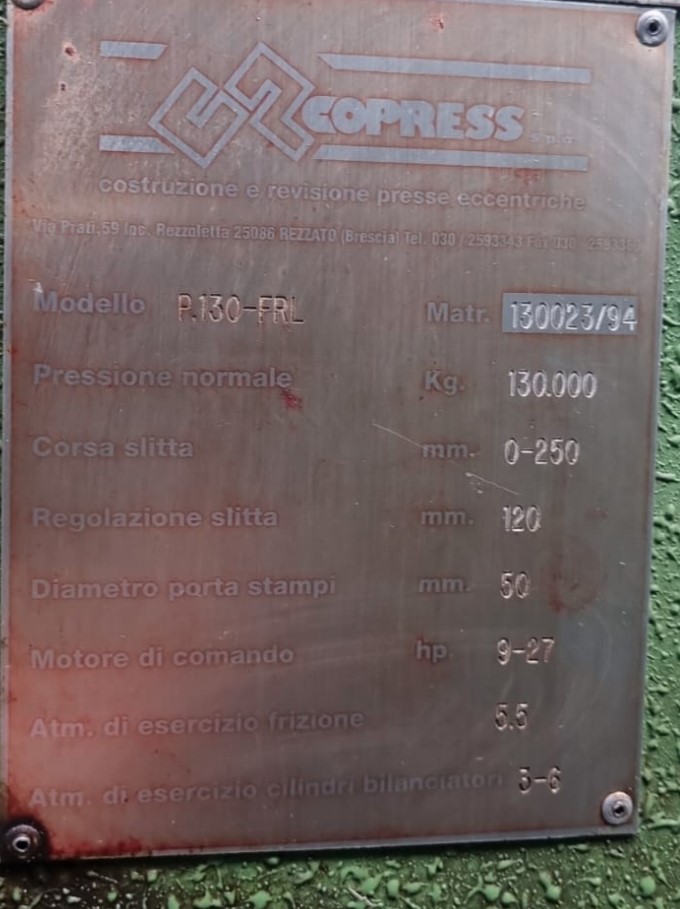 COPRESS S.p.a.
costruzione e revisione presse eccentriche
Via Prati, 59 loc. Rezzoletta 25086 REZZATO (Brescia) Tel. 030 / 2593343 Fax 030 /
Modello P.130-FRL Matr. 130023/94
Pressione normale Kg. 130.000
Corsa slitta mm. 0-250
Regolazione slitta mm. 120
Diametro porta stampi mm. 50
Motore di comando hp. 9-27
Atm. di esercizio frizione 5.5
Atm. di esercizio cilindri bilanciatori 3-6